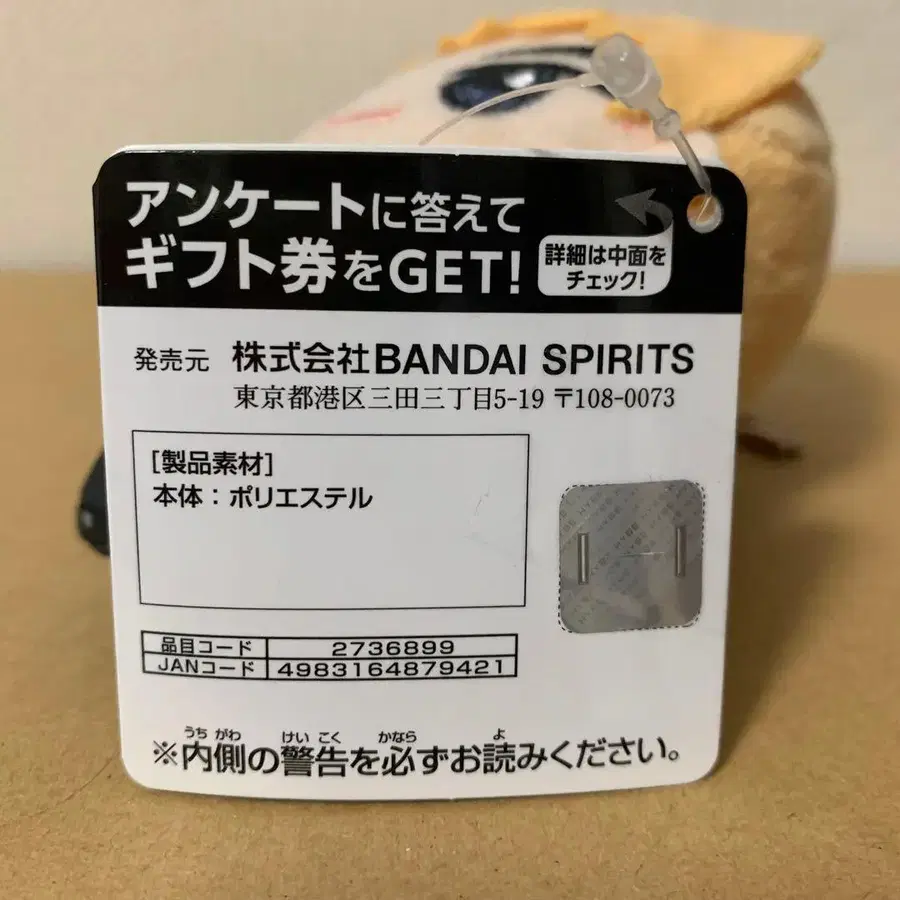 アンケートに答えて
ギフト券をGET!
詳細は中面を
チェック!
発売元 株式会社BANDAI SPIRITS
東京都港区三田三丁目5-19 〒108-0073
[製品素材]
本体：ポリエステル
品目コード 2736899
JANコード 4983164879421
うちがわ けいこく かなら よ
※内側の警告を必ずお読みください。